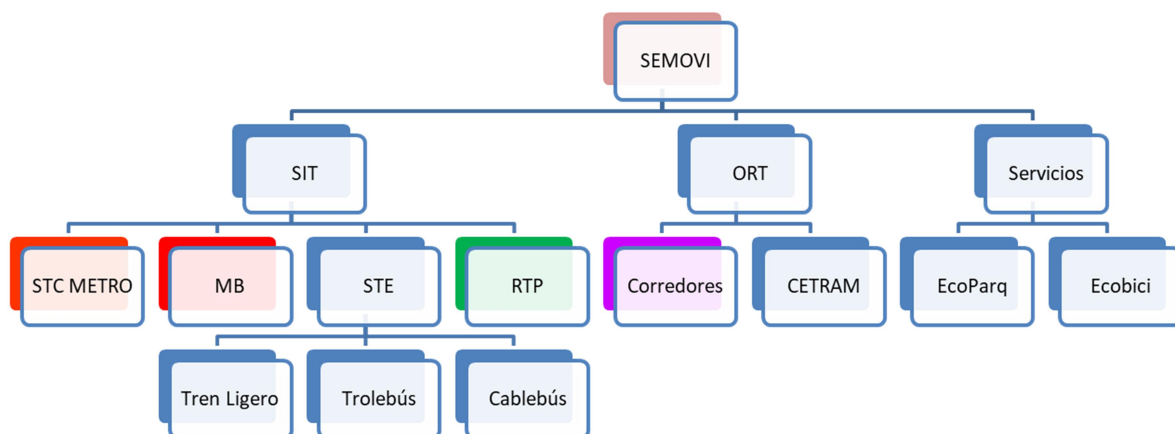 SEMOVI
SIT
ORT
Servicios
STC METRO
MB
STE
RTP
Corredores
CETRAM
EcoParq
Ecobici
Tren Ligero
Trolebús
Cablebús